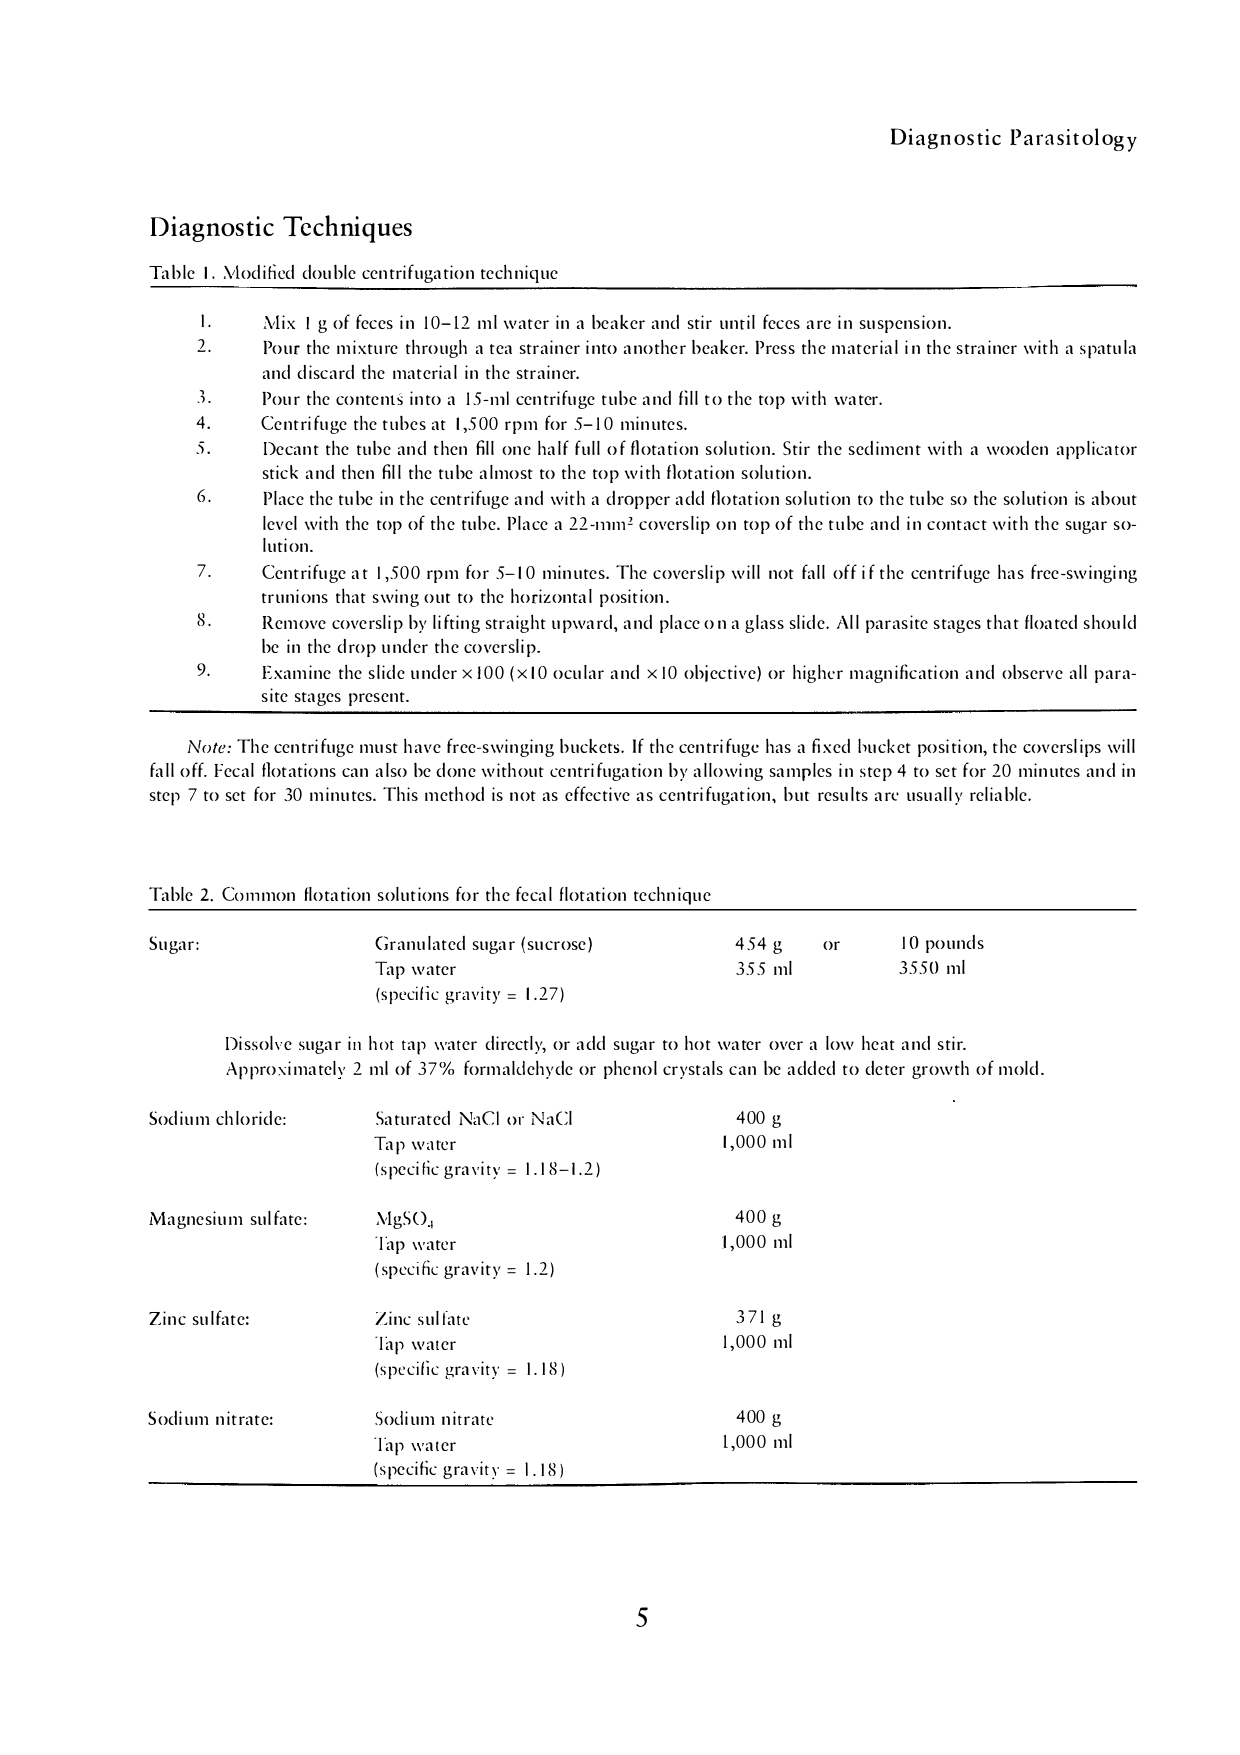 Diagnostic Parasitology
Diagnostic Techniques
Table 1. Modified double centrifugation technique
1. Mix 1 g of feces in 10–12 ml water in a beaker and stir until feces are in suspension.
2. Pour the mixture through a tea strainer into another beaker. Press the material in the strainer with a spatula
and discard the material in the strainer.
3. Pour the contents into a 15-ml centrifuge tube and fill to the top with water.
4. Centrifuge the tubes at 1,500 rpm for 5–10 minutes.
5. Decant the tube and then fill one half full of flotation solution. Stir the sediment with a wooden applicator
stick and then fill the tube almost to the top with flotation solution.
6. Place the tube in the centrifuge and with a dropper add flotation solution to the tube so the solution is about
level with the top of the tube. Place a 22-mm² coverslip on top of the tube and in contact with the sugar so-
lution.
7. Centrifuge at 1,500 rpm for 5–10 minutes. The coverslip will not fall off if the centrifuge has free-swinging
trunions that swing out to the horizontal position.
8. Remove coverslip by lifting straight upward, and place on a glass slide. All parasite stages that floated should
be in the drop under the coverslip.
9. Examine the slide under ×100 (×10 ocular and ×10 objective) or higher magnification and observe all para-
site stages present.
Note: The centrifuge must have free-swinging buckets. If the centrifuge has a fixed bucket position, the coverslips will
fall off. Fecal flotations can also be done without centrifugation by allowing samples in step 4 to set for 20 minutes and in
step 7 to set for 30 minutes. This method is not as effective as centrifugation, but results are usually reliable.
Table 2. Common flotation solutions for the fecal flotation technique
Sugar: Granulated sugar (sucrose) 454 g or 10 pounds
Tap water 355 ml 3550 ml
(specific gravity = 1.27)
Dissolve sugar in hot tap water directly, or add sugar to hot water over a low heat and stir.
Approximately 2 ml of 37% formaldehyde or phenol crystals can be added to deter growth of mold.
Sodium chloride: Saturated NaCl or NaCl 400 g
Tap water 1,000 ml
(specific gravity = 1.18–1.2)
Magnesium sulfate: MgSO₄ 400 g
Tap water 1,000 ml
(specific gravity = 1.2)
Zinc sulfate: Zinc sulfate 371 g
Tap water 1,000 ml
(specific gravity = 1.18)
Sodium nitrate: Sodium nitrate 400 g
Tap water 1,000 ml
(specific gravity = 1.18)
5